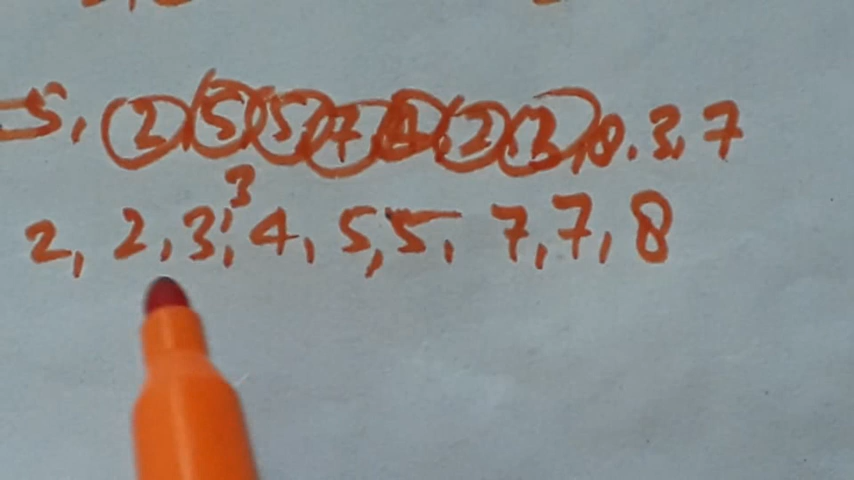 5, 2, 5, 5, 7, 4, 2, 3, 8, 3, 7
2, 2, 3, 3, 4, 5, 5, 7, 7, 8